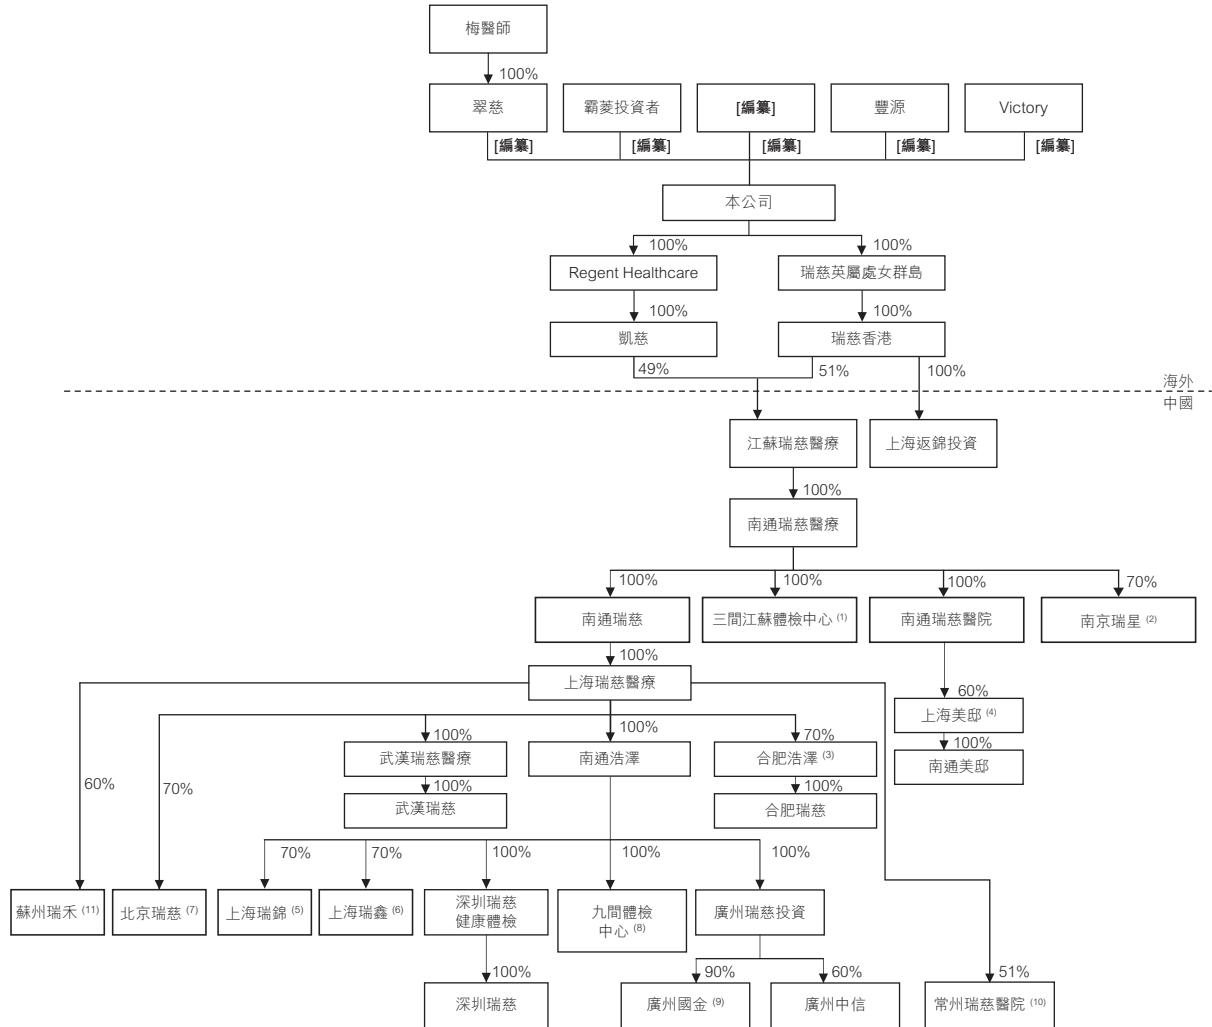 梅醫師
100%
翠慈
霸菱投資者
[編纂]
豐源
Victory
[編纂]
[編纂]
[編纂]
[編纂]
[編纂]
本公司
100%
100%
Regent Healthcare
瑞慈英屬處女群島
100%
100%
凱慈
瑞慈香港
49%
51%
100%
海外
中國
江蘇瑞慈醫療
上海返錦投資
100%
南通瑞慈醫療
100%
100%
100%
70%
南通瑞慈
三間江蘇體檢中心 (1)
南通瑞慈醫院
南京瑞星 (2)
100%
上海瑞慈醫療
60%
上海美邸 (4)
100%
100%
70%
100%
武漢瑞慈醫療
南通浩澤
合肥浩澤 (3)
南通美邸
60%
70%
100%
100%
武漢瑞慈
合肥瑞慈
70%
70%
100%
100%
100%
蘇州瑞禾 (11)
北京瑞慈 (7)
上海瑞錦 (5)
上海瑞鑫 (6)
深圳瑞慈
健康體檢
九間體檢
中心 (8)
廣州瑞慈投資
100%
90%
60%
51%
深圳瑞慈
廣州國金 (9)
廣州中信
常州瑞慈醫院 (10)